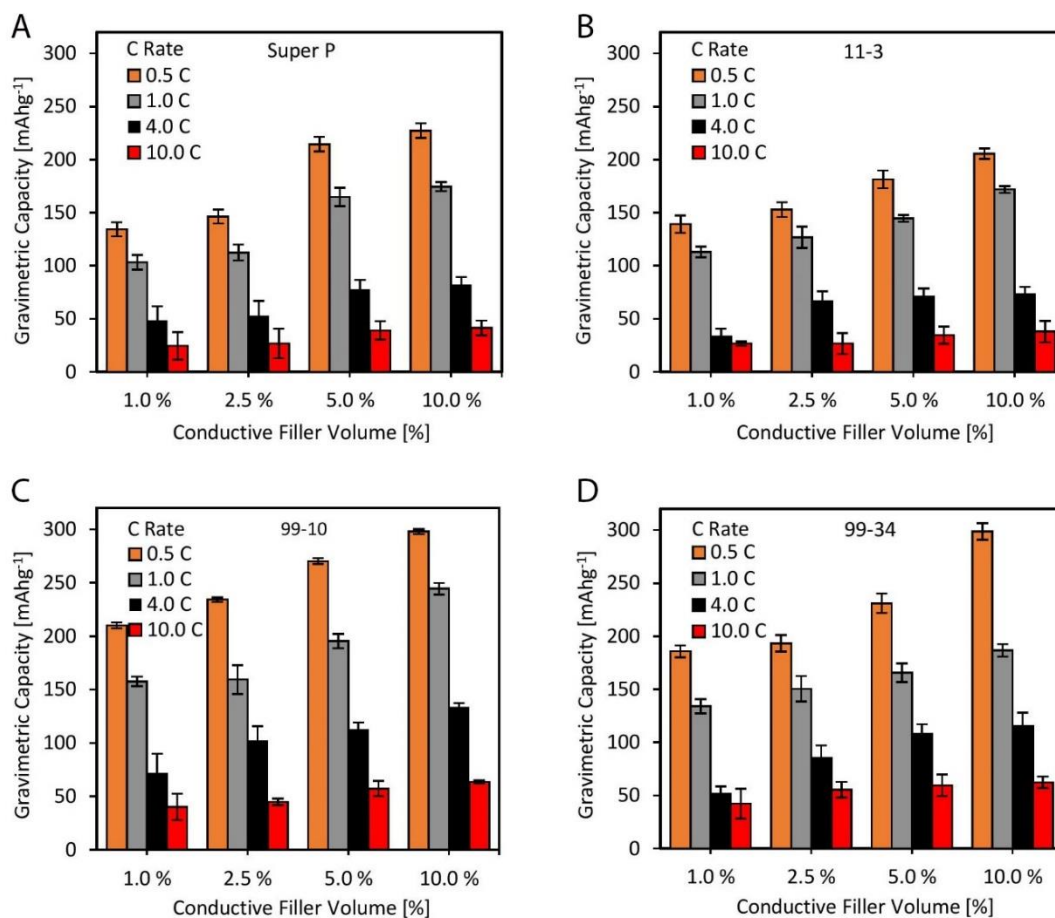 A
Super P
C Rate
0.5 C
1.0 C
4.0 C
10.0 C
Gravimetric Capacity [mAhg⁻¹]
300
250
200
150
100
50
0
1.0 % 2.5 % 5.0 % 10.0 %
Conductive Filler Volume [%]
B
11-3
C Rate
0.5 C
1.0 C
4.0 C
10.0 C
Gravimetric Capacity [mAhg⁻¹]
300
250
200
150
100
50
0
1.0 % 2.5 % 5.0 % 10.0 %
Conductive Filler Volume [%]
C
99-10
C Rate
0.5 C
1.0 C
4.0 C
10.0 C
Gravimetric Capacity [mAhg⁻¹]
300
250
200
150
100
50
0
1.0 % 2.5 % 5.0 % 10.0 %
Conductive Filler Volume [%]
D
99-34
C Rate
0.5 C
1.0 C
4.0 C
10.0 C
Gravimetric Capacity [mAhg⁻¹]
300
250
200
150
100
50
0
1.0 % 2.5 % 5.0 % 10.0 %
Conductive Filler Volume [%]